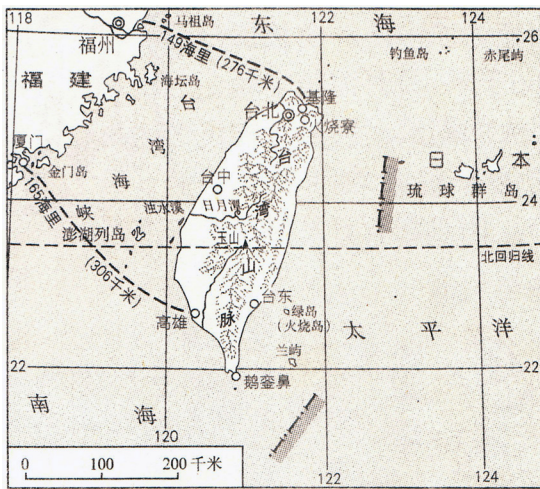 118
马祖岛
东 海
122
124
福州
149海里
(276千米)
26
钓鱼岛
赤尾屿
福 建
海坛岛
台
湾
海
峡
基隆
台北
火烧寮
厦门
金门岛
台中
日月潭
台
湾
山
脉
日 本
琉 球 群 岛
24
165海里
浊水溪
澎湖列岛
玉山
(306千米)
北回归线
台东
绿岛
(火烧岛)
高雄
太 平 洋
兰屿
22
22
鹅銮鼻
南 海
120
122
124
0 100 200 千米